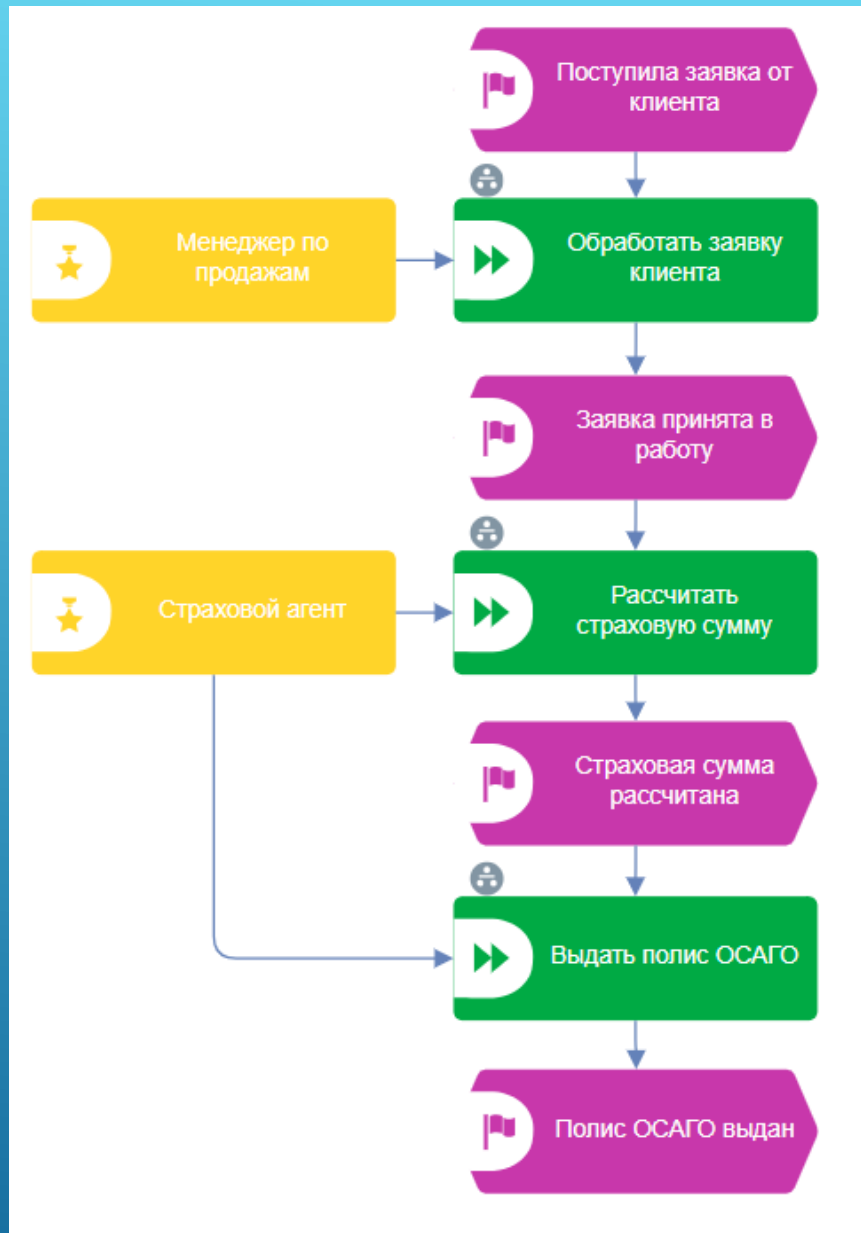 Поступила заявка от
клиента
Менеджер по
продажам
Обработать заявку
клиента
Заявка принята в
работу
Страховой агент
Рассчитать
страховую сумму
Страховая сумма
рассчитана
Выдать полис ОСАГО
Полис ОСАГО выдан